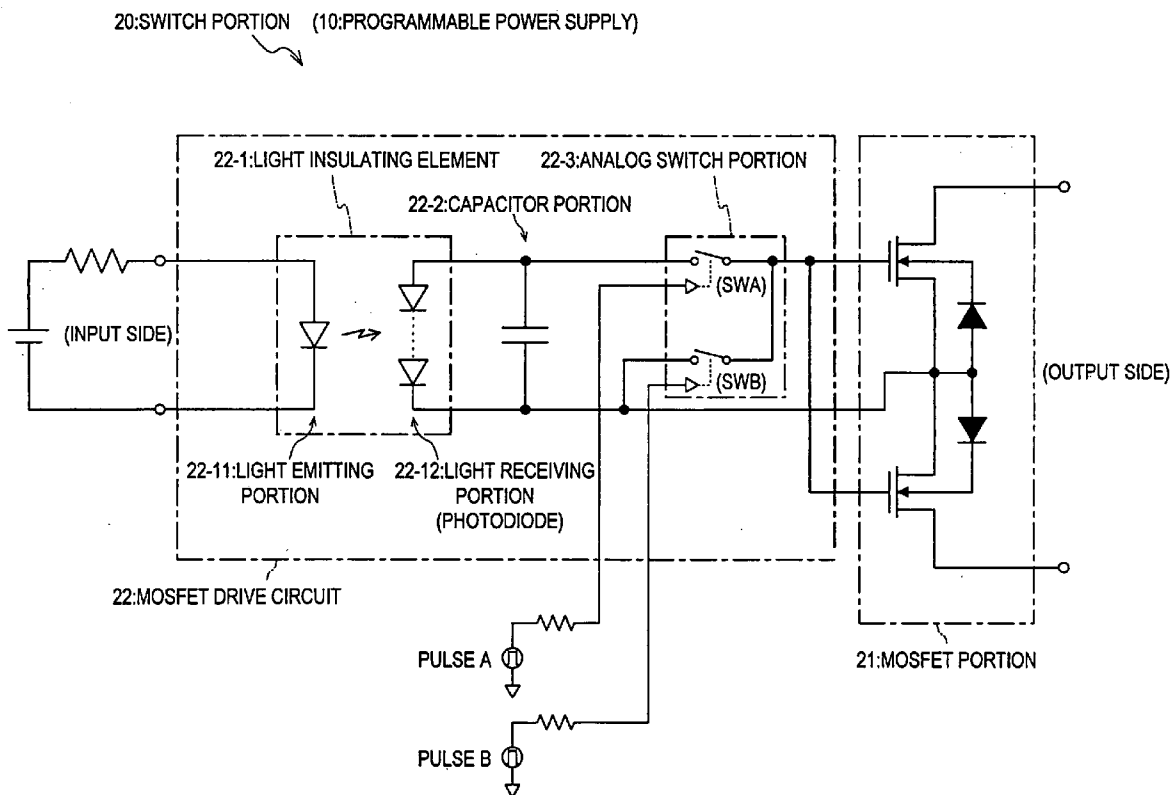 20:SWITCH PORTION (10:PROGRAMMABLE POWER SUPPLY)
22-1:LIGHT INSULATING ELEMENT
22-3:ANALOG SWITCH PORTION
22-2:CAPACITOR PORTION
(INPUT SIDE)
(SWA)
(SWB)
(OUTPUT SIDE)
22-11:LIGHT EMITTING
PORTION
22-12:LIGHT RECEIVING
PORTION
(PHOTODIODE)
22:MOSFET DRIVE CIRCUIT
21:MOSFET PORTION
PULSE A
PULSE B